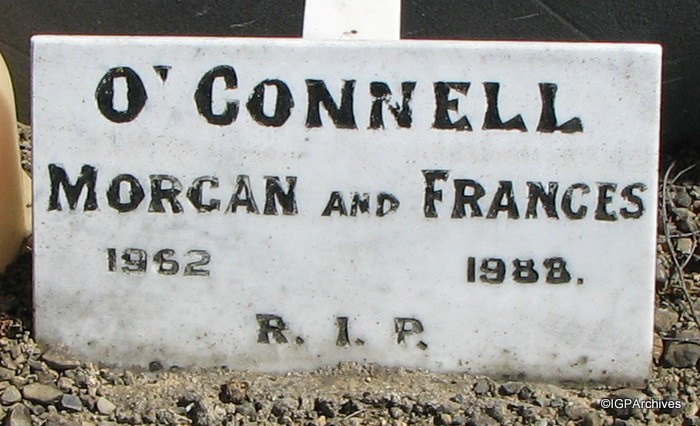 O'CONNELL
MORGAN AND FRANCES
1962 1988.
R. I. P.
©IGPArchives